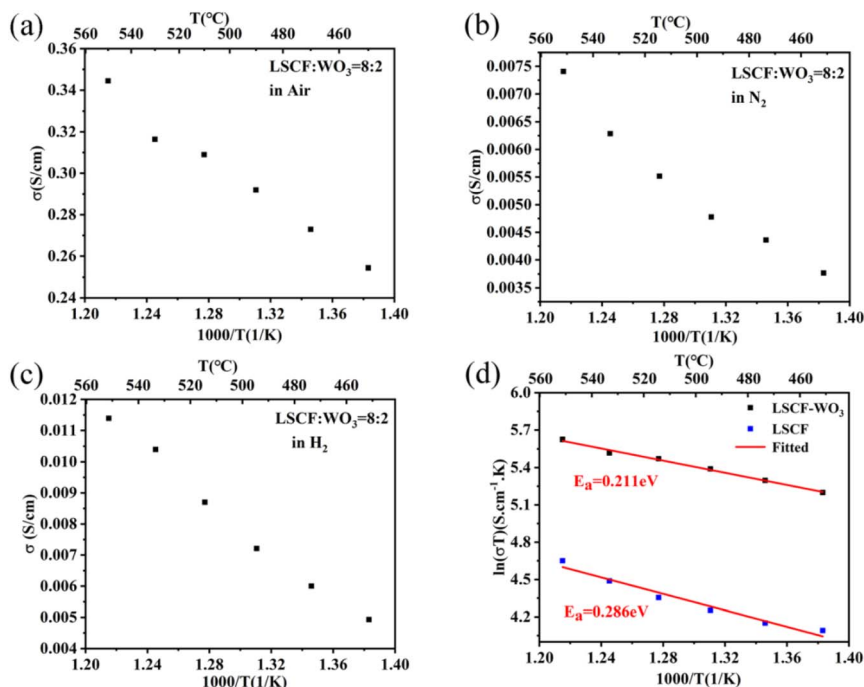 (a)
T(°C)
560 540 520 500 480 460
0.36
0.34
0.32
0.30
0.28
0.26
0.24
σ(S/cm)
LSCF:WO₃=8:2
in Air
1.20 1.24 1.28 1.32 1.36 1.40
1000/T(1/K)
(b)
T(°C)
560 540 520 500 480 460
0.0075
0.0070
0.0065
0.0060
0.0055
0.0050
0.0045
0.0040
0.0035
σ(S/cm)
LSCF:WO₃=8:2
in N₂
1.20 1.24 1.28 1.32 1.36 1.40
1000/T(1/K)
(c)
T(°C)
560 540 520 500 480 460
0.012
0.011
0.010
0.009
0.008
0.007
0.006
0.005
0.004
σ (S/cm)
LSCF:WO₃=8:2
in H₂
1.20 1.24 1.28 1.32 1.36 1.40
1000/T(1/K)
(d)
T(°C)
560 540 520 500 480 460
6.0
5.7
5.4
5.1
4.8
4.5
4.2
ln(σT)(S.cm⁻¹.K)
LSCF-WO₃
LSCF
Fitted
Eₐ=0.211eV
Eₐ=0.286eV
1.20 1.24 1.28 1.32 1.36 1.40
1000/T(1/K)